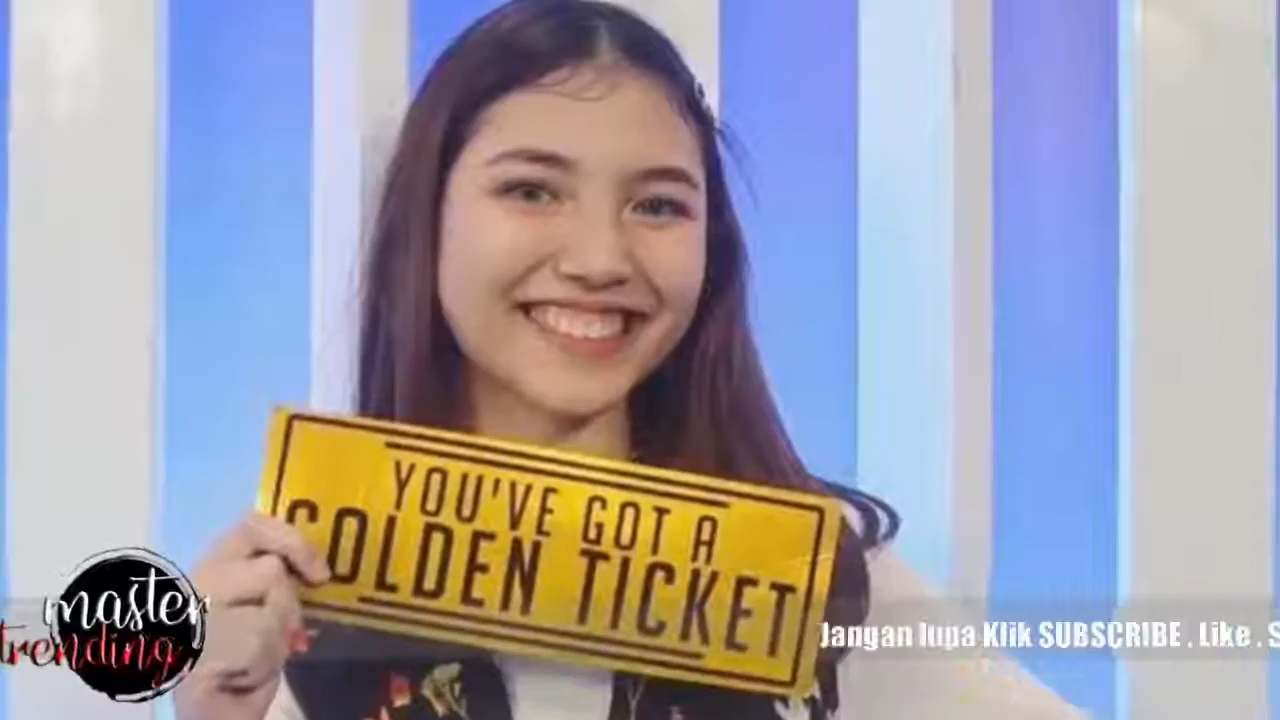 YOU'VE GOT A
GOLDEN TICKET
master
trending
Jangan lupa Klik SUBSCRIBE . Like . S